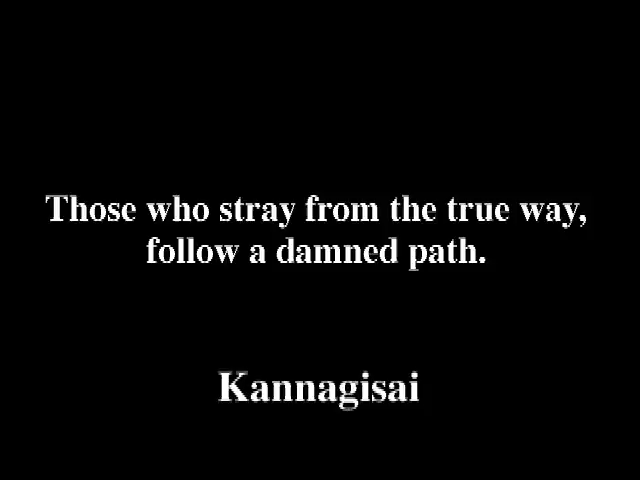 Those who stray from the true way,
follow a damned path.
Kannagisai